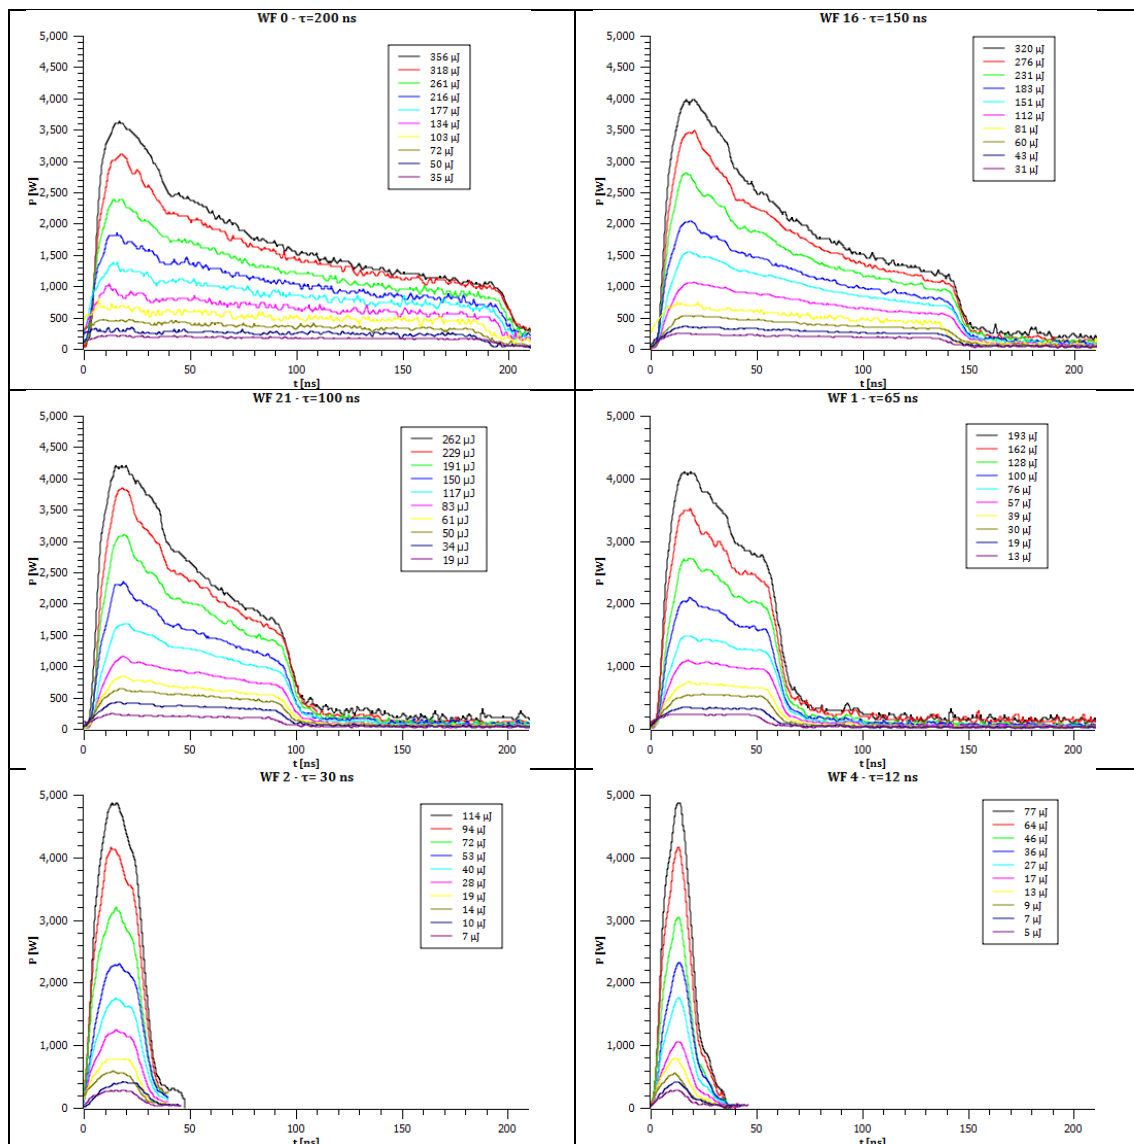 WF 0 - τ=200 ns
5,000
4,500
4,000
3,500
3,000
2,500
2,000
1,500
1,000
500
0
P [W]
356 µJ
318 µJ
261 µJ
216 µJ
177 µJ
134 µJ
103 µJ
72 µJ
50 µJ
35 µJ
0 50 100 150 200
t [ns]
WF 16 - τ=150 ns
5,000
4,500
4,000
3,500
3,000
2,500
2,000
1,500
1,000
500
0
P [W]
320 µJ
276 µJ
231 µJ
183 µJ
151 µJ
112 µJ
81 µJ
60 µJ
43 µJ
31 µJ
0 50 100 150 200
t [ns]
WF 21 - τ=100 ns
5,000
4,500
4,000
3,500
3,000
2,500
2,000
1,500
1,000
500
0
P [W]
262 µJ
229 µJ
191 µJ
150 µJ
117 µJ
83 µJ
61 µJ
50 µJ
34 µJ
19 µJ
0 50 100 150 200
t [ns]
WF 1 - τ=65 ns
5,000
4,000
3,000
2,000
1,000
0
P [W]
193 µJ
162 µJ
128 µJ
100 µJ
76 µJ
57 µJ
39 µJ
30 µJ
19 µJ
13 µJ
0 50 100 150 200
t [ns]
WF 2 - τ= 30 ns
5,000
4,000
3,000
2,000
1,000
0
P [W]
114 µJ
94 µJ
72 µJ
53 µJ
40 µJ
28 µJ
19 µJ
14 µJ
10 µJ
7 µJ
0 50 100 150 200
t [ns]
WF 4 - τ=12 ns
5,000
4,000
3,000
2,000
1,000
0
P [W]
77 µJ
64 µJ
46 µJ
36 µJ
27 µJ
17 µJ
13 µJ
9 µJ
7 µJ
5 µJ
0 50 100 150 200
t [ns]